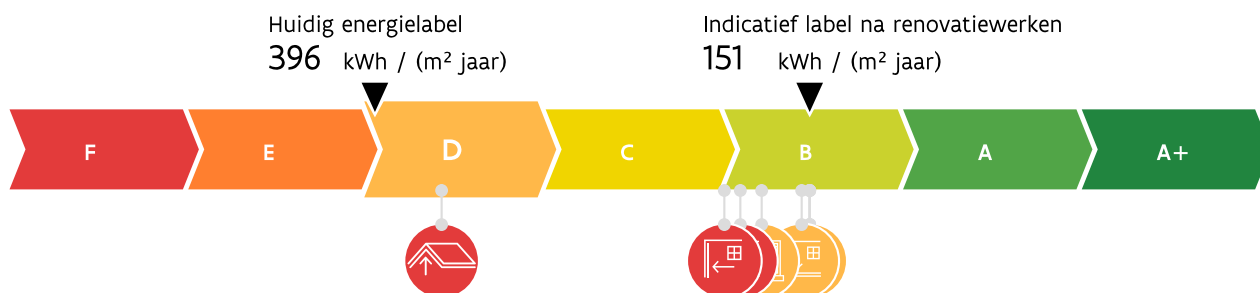 Huidig energielabel
396 kWh / (m² jaar)
Indicatief label na renovatiewerken
151 kWh / (m² jaar)
F E D C B A A+